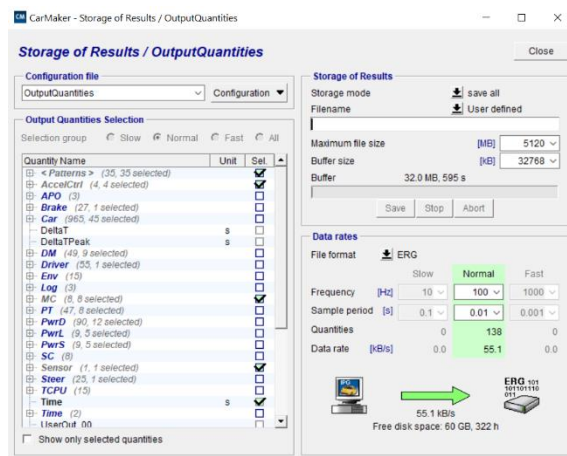 CM CarMaker - Storage of Results / OutputQuantities
Storage of Results / OutputQuantities
Close
Configuration file
OutputQuantities
Configuration
Output Quantities Selection
Selection group Slow Normal Fast All
Quantity Name Unit Sel.
< Patterns > (35, 35 selected)
AccelCtrl (4, 4 selected)
APO (3)
Brake (27, 1 selected)
Car (965, 45 selected)
DeltaT s
DeltaTPeak s
DM (49, 9 selected)
Driver (55, 1 selected)
Env (15)
Log (3)
MC (8, 8 selected)
PT (47, 8 selected)
PwrD (90, 12 selected)
PwrL (9, 5 selected)
PwrS (9, 5 selected)
SC (8)
Sensor (1, 1 selected)
Steer (25, 1 selected)
TCPU (15)
Time s
Time (2)
UserOut_00
Show only selected quantities
Storage of Results
Storage mode save all
Filename User defined
Maximum file size [MB] 5120
Buffer size [kB] 32768
Buffer 32.0 MB, 595 s
Save Stop Abort
Data rates
File format ERG
Slow Normal Fast
Frequency [Hz] 10 100 1000
Sample period [s] 0.1 0.01 0.001
Quantities 0 138 0
Data rate [kB/s] 0.0 55.1 0.0
IPG
ERG 101
101101110
011
55.1 kB/s
Free disk space: 60 GB, 322 h